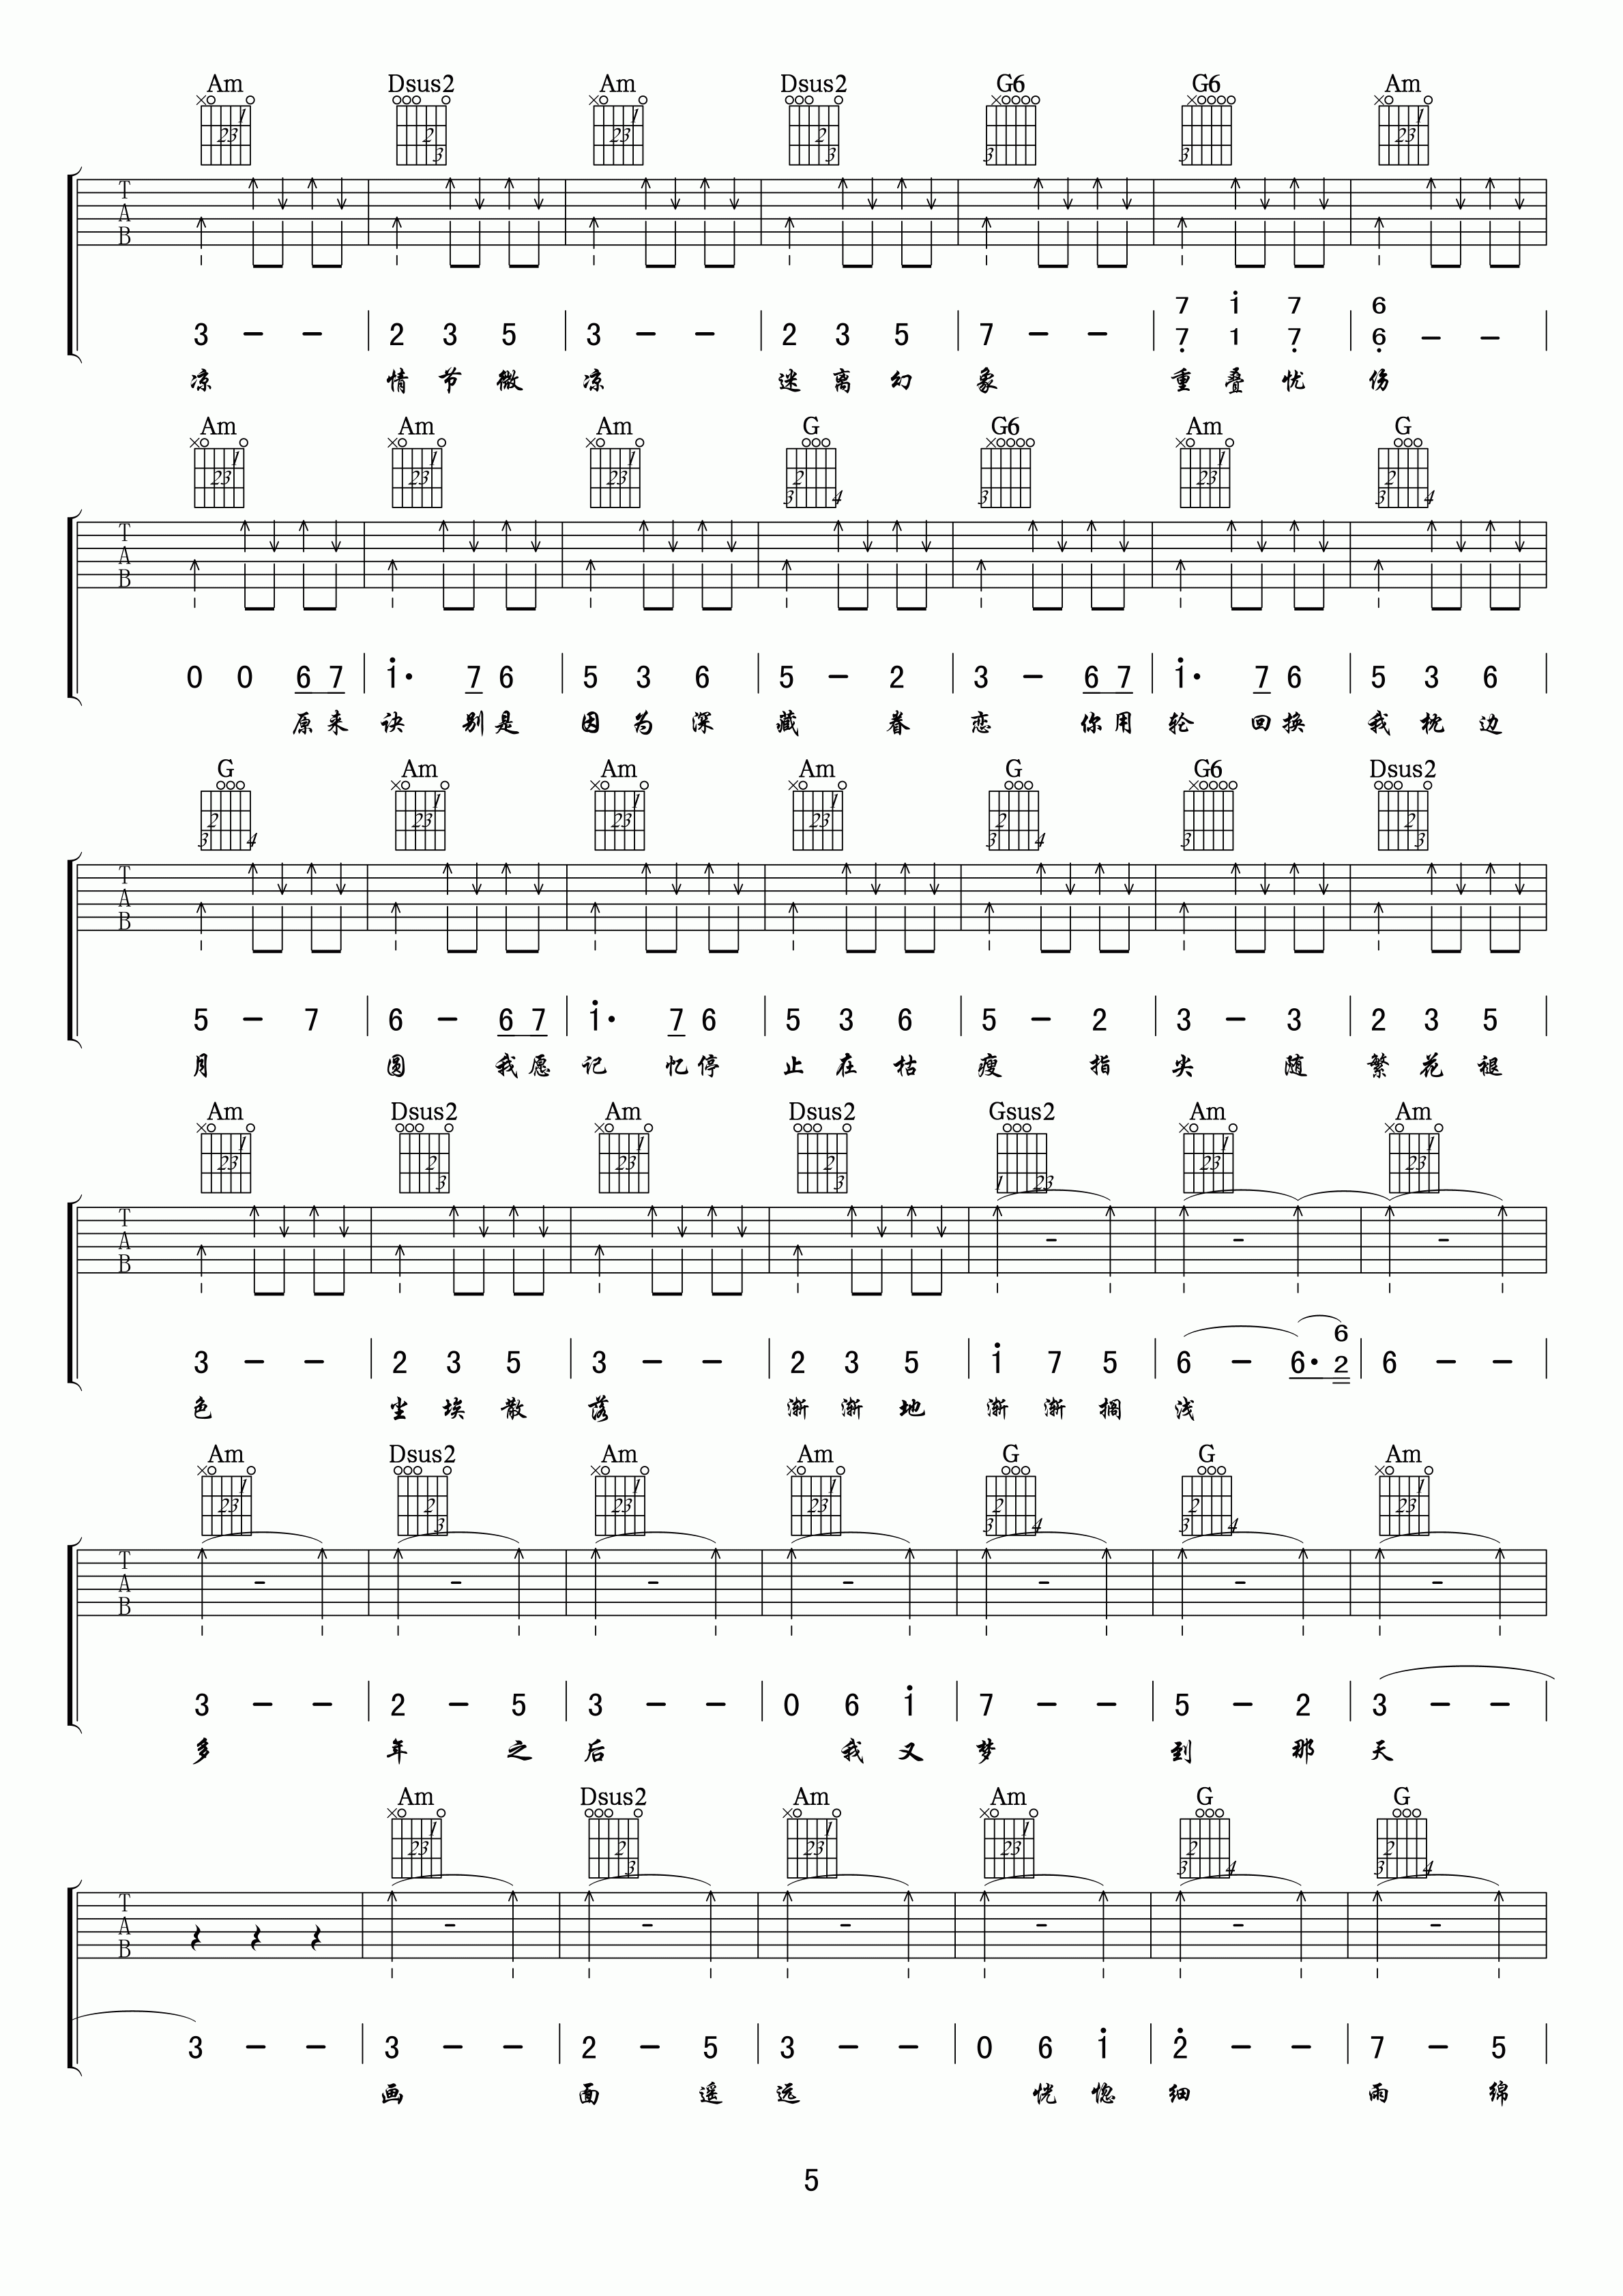 Am Dsus2 Am Dsus2 G6 G6 Am
T
A
B
7 i 7 6
3 – – | 2 3 5 | 3 – – | 2 3 5 | 7 – – | 7 1 7 | 6 – – |
凉 情 节 微 凉 迷 离 幻 象 重 叠 忧 伤
Am Am Am G G6 Am G
T
A
B
0 0 6 7 | i· 7 6 | 5 3 6 | 5 – 2 | 3 – 6 7 | i· 7 6 | 5 3 6 |
原 来 诀 别 是 因 为 深 藏 眷 恋 你 用 轮 回 换 我 枕 边
G Am Am Am G G6 Dsus2
T
A
B
5 – 7 | 6 – 6 7 | i· 7 6 | 5 3 6 | 5 – 2 | 3 – 3 | 2 3 5 |
月 圆 我 愿 记 忆 停 止 在 枯 瘦 指 尖 随 繁 花 褪
Am Dsus2 Am Dsus2 Gsus2 Am Am
T
A
B
6
3 – – | 2 3 5 | 3 – – | 2 3 5 | i 7 5 | 6 – 6· 2 | 6 – – |
色 尘 埃 散 落 渐 渐 地 渐 渐 搁 浅
Am Dsus2 Am Am G G Am
T
A
B
3 – – | 2 – 5 | 3 – – | 0 6 i | 7 – – | 5 – 2 | 3 – – |
多 年 之 后 我 又 梦 到 那 天
Am Dsus2 Am Am G G
T
A
B
3 – – | 3 – – | 2 – 5 | 3 – – | 0 6 i | 2̇ – – | 7 – 5 |
画 面 遥 远 恍 惚 细 雨 绵
5